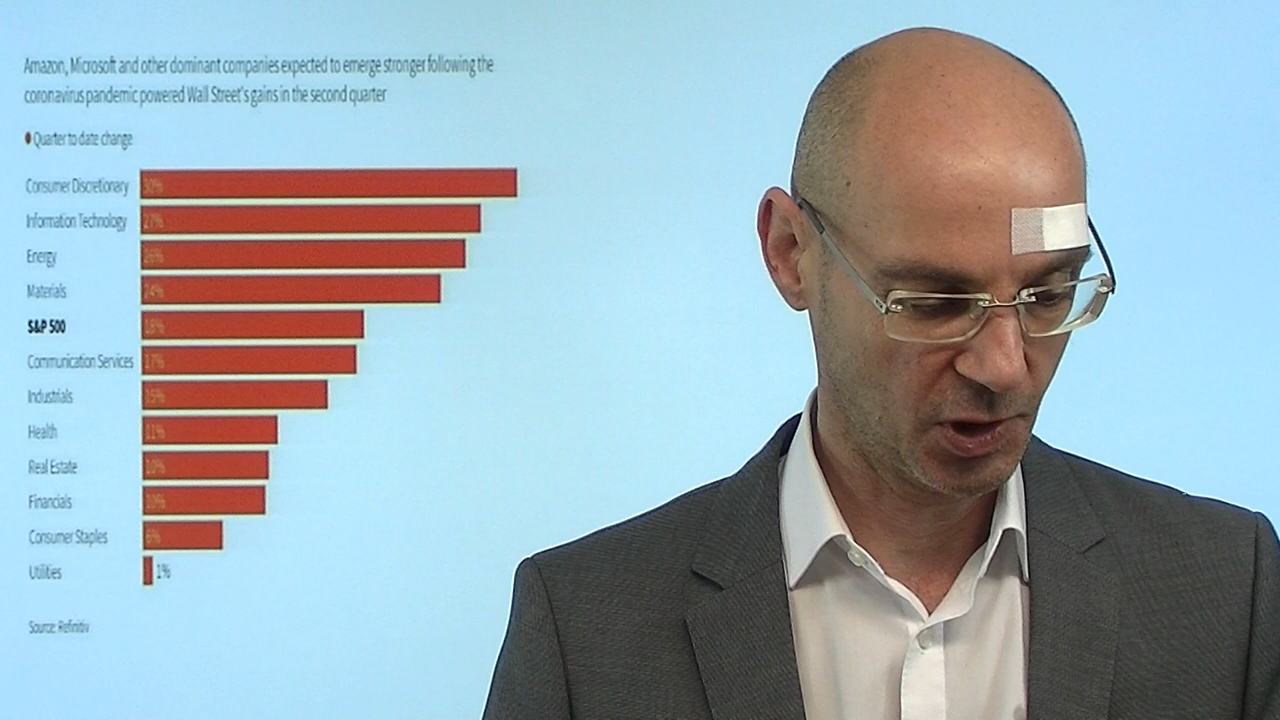 Amazon, Microsoft and other dominant companies expected to emerge stronger following the
coronavirus pandemic powered Wall Street's gains in the second quarter
Quarter to date change
Consumer Discretionary 30%
Information Technology 27%
Energy 26%
Materials 24%
S&P 500 18%
Communication Services 17%
Industrials 15%
Health 11%
Real Estate 10%
Financials 10%
Consumer Staples 6%
Utilities 1%
Source: Refinitiv